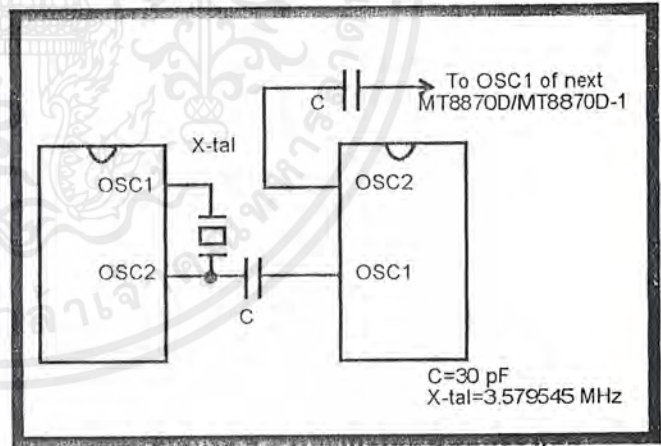 To OSC1 of next
MT8870D/MT8870D-1
C
X-tal
OSC1
OSC2
OSC2
OSC1
C
C=30 pF
X-tal=3.579545 MHz